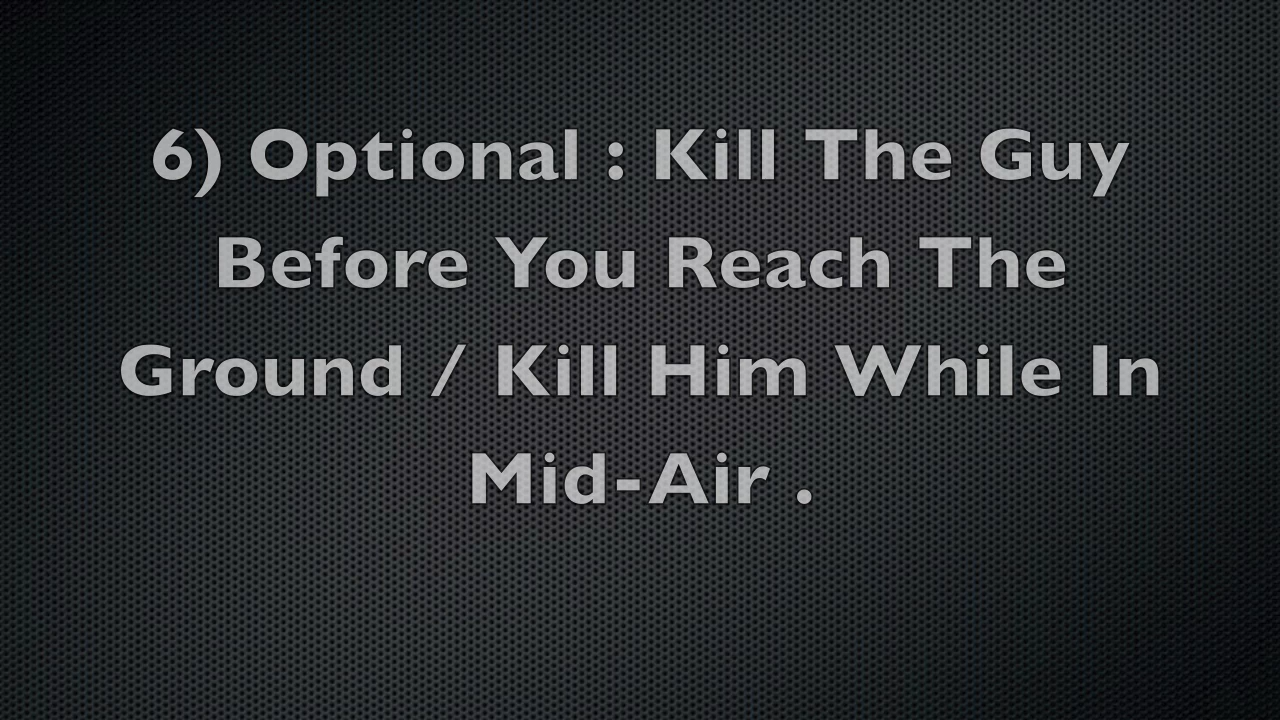 6) Optional : Kill The Guy
Before You Reach The
Ground / Kill Him While In
Mid-Air .